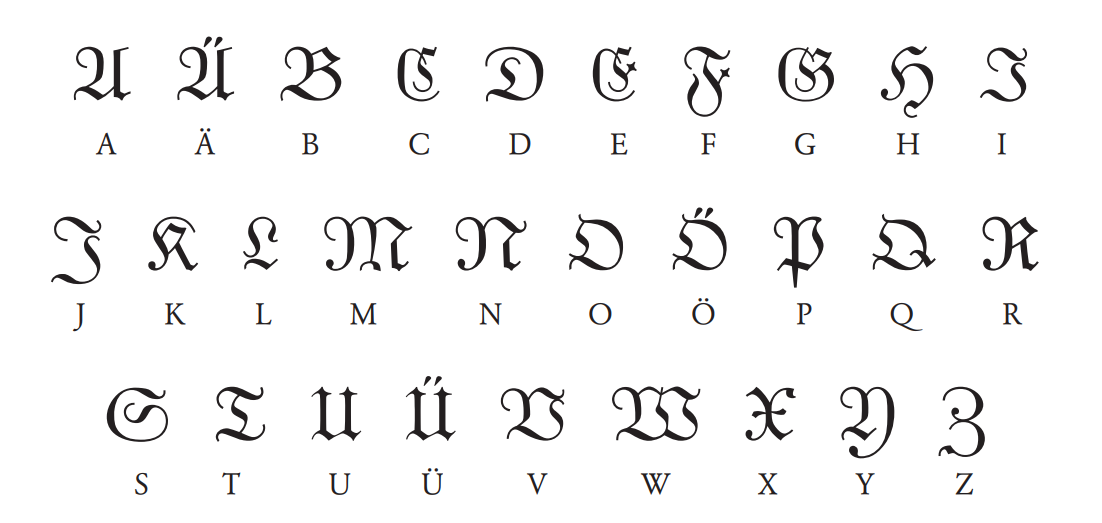 𝔄 Ä 𝔅 ℭ 𝔇 𝔈 𝔉 𝔊 ℌ ℑ
A Ä B C D E F G H I
𝔍 𝔎 𝔏 𝔐 𝔑 𝔒 Ö 𝔓 𝔔 ℜ
J K L M N O Ö P Q R
𝔖 𝔗 𝔘 Ü 𝔙 𝔚 𝔛 𝔜 ℨ
S T U Ü V W X Y Z